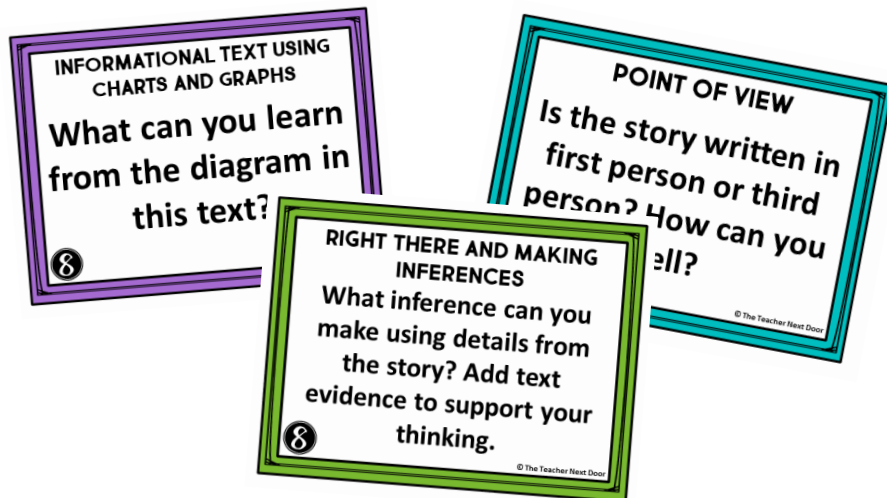 INFORMATIONAL TEXT USING
CHARTS AND GRAPHS
What can you learn
from the diagram in
this text?
8
POINT OF VIEW
Is the story written in
first person or third
person? How can you
ell?
© The Teacher Next Door
RIGHT THERE AND MAKING
INFERENCES
What inference can you
make using details from
the story? Add text
evidence to support your
thinking.
8
© The Teacher Next Door